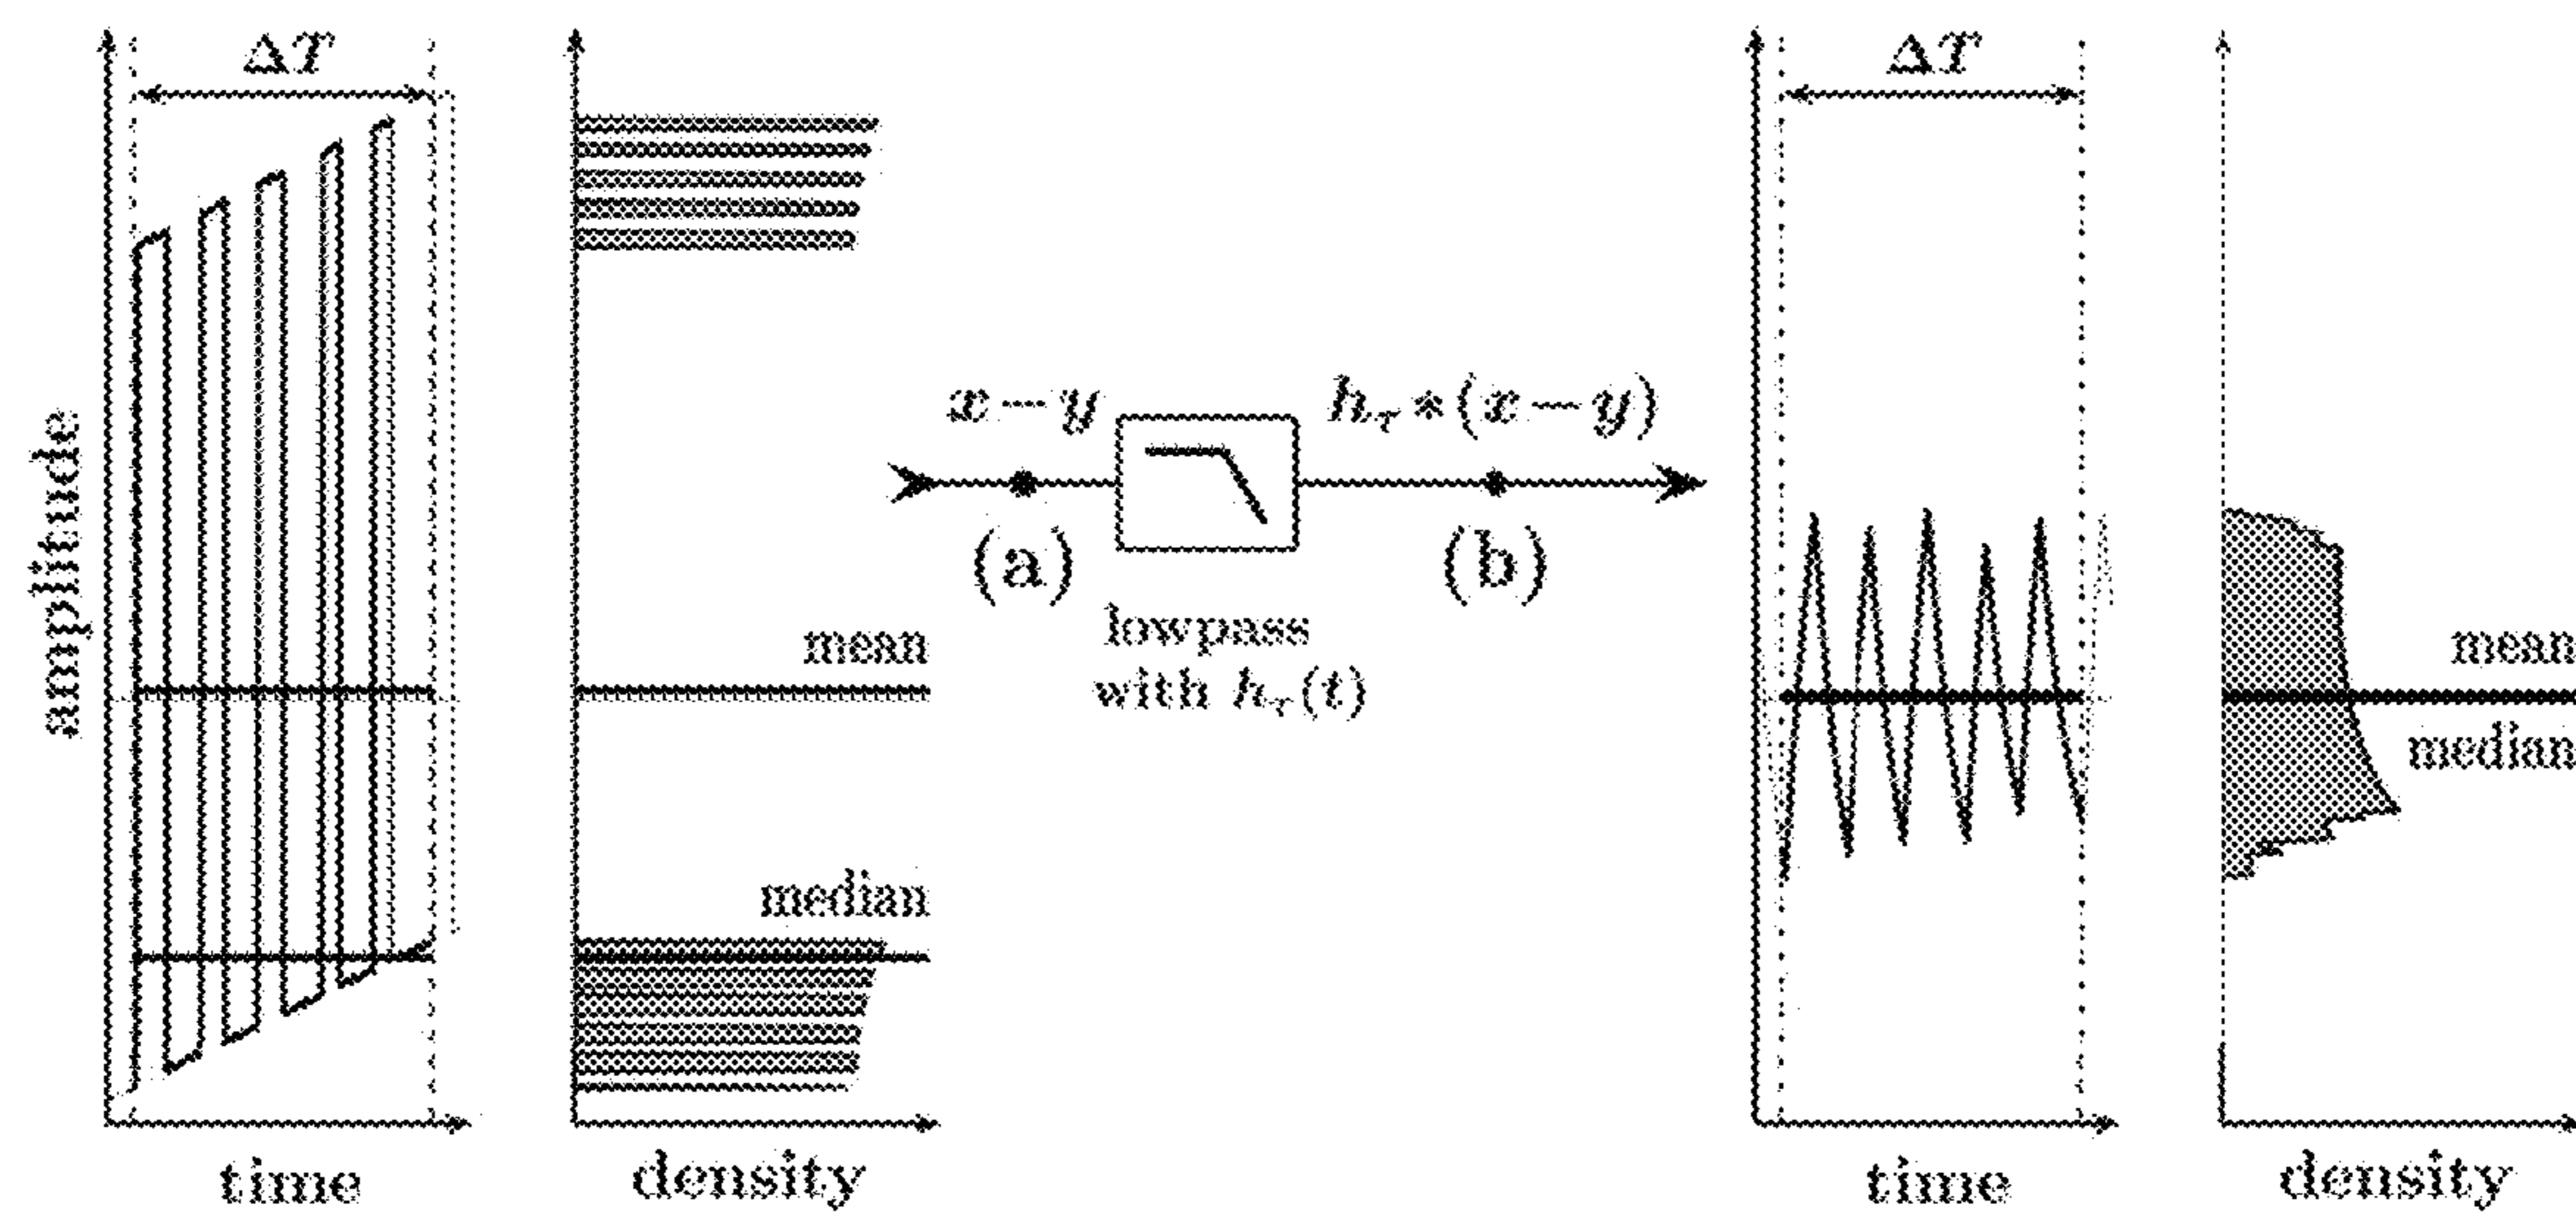 ΔT
amplitude
time
mean
median
density
x−y
h_τ∗(x−y)
(a)
(b)
lowpass
with h_τ(t)
ΔT
time
mean
median
density